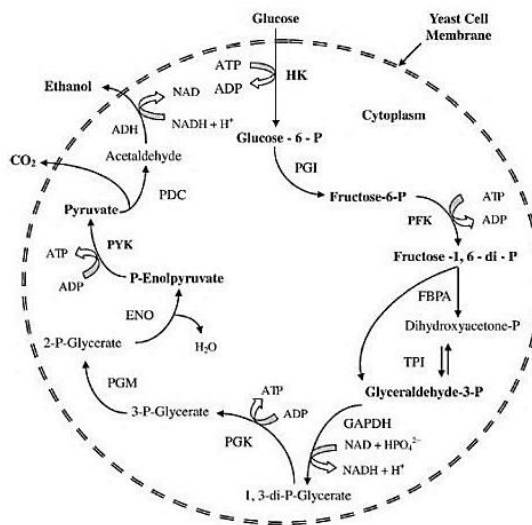 Glucose
Yeast Cell
Membrane
ATP
ADP
HK
Ethanol
NAD
NADH + H⁺
ADH
Cytoplasm
Glucose - 6 - P
Acetaldehyde
CO₂
PGI
PDC
Pyruvate
Fructose-6-P
ATP
ADP
PFK
PYK
ATP
ADP
Fructose -1, 6 - di - P
P-Enolpyruvate
FBPA
ENO
Dihydroxyacetone-P
2-P-Glycerate
H₂O
TPI
PGM
Glyceraldehyde-3-P
ATP
ADP
3-P-Glycerate
GAPDH
PGK
NAD + HPO₄²⁻
NADH + H⁺
1, 3-di-P-Glycerate